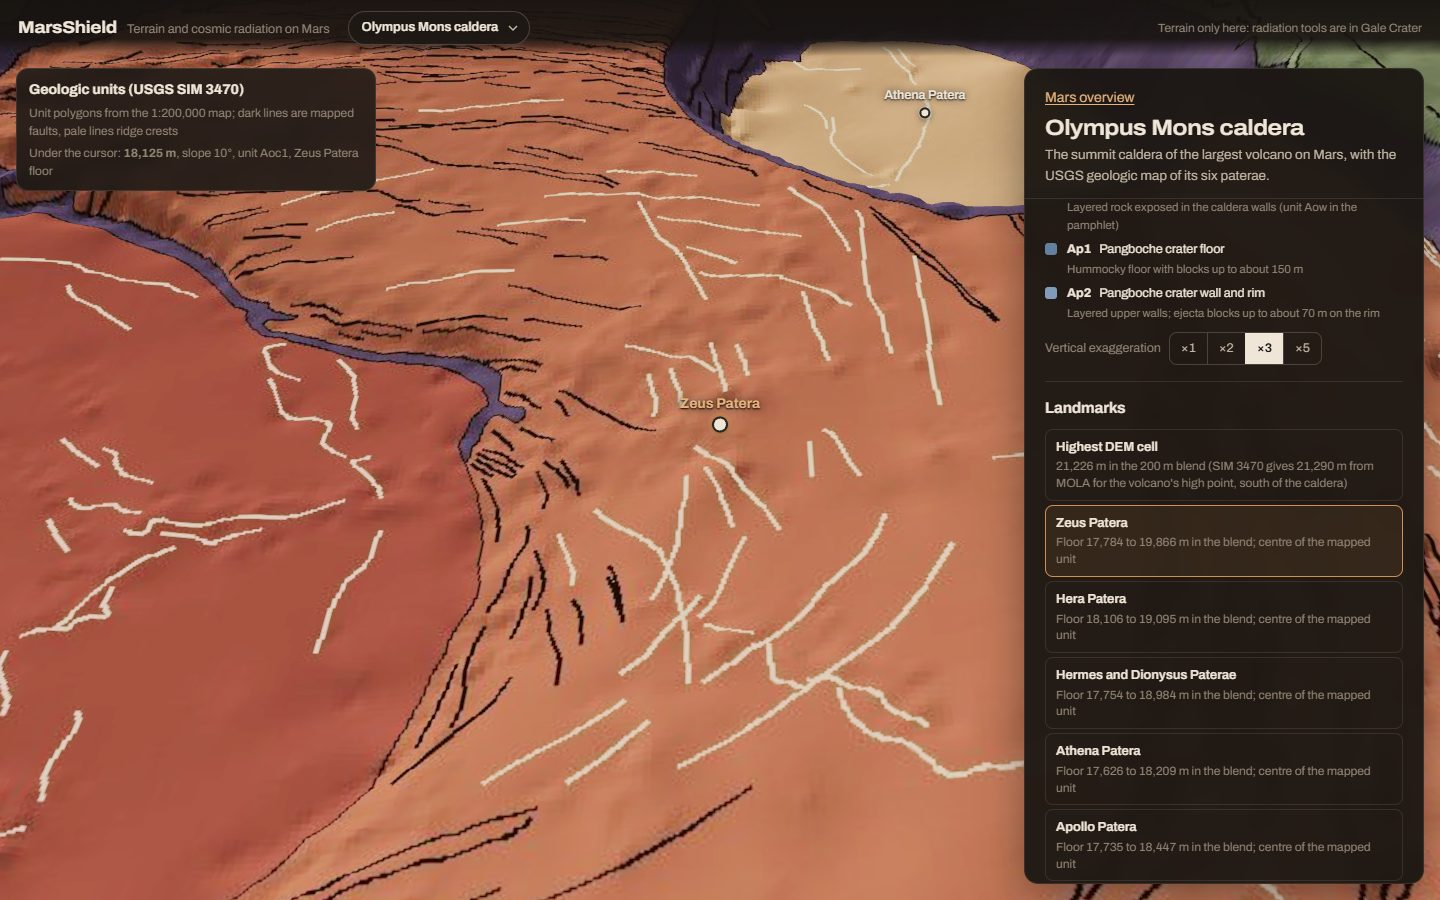 MarsShield Terrain and cosmic radiation on Mars Olympus Mons caldera Terrain only here: radiation tools are in Gale Crater
Geologic units (USGS SIM 3470)
Unit polygons from the 1:200,000 map; dark lines are mapped
faults, pale lines ridge crests
Under the cursor: 18,125 m, slope 10°, unit Aoc1, Zeus Patera
floor
Athena Patera
Zeus Patera
Mars overview
Olympus Mons caldera
The summit caldera of the largest volcano on Mars, with the
USGS geologic map of its six paterae.
Layered rock exposed in the caldera walls (unit Aow in the
pamphlet)
Ap1 Pangboche crater floor
Hummocky floor with blocks up to about 150 m
Ap2 Pangboche crater wall and rim
Layered upper walls; ejecta blocks up to about 70 m on the rim
Vertical exaggeration ×1 ×2 ×3 ×5
Landmarks
Highest DEM cell
21,226 m in the 200 m blend (SIM 3470 gives 21,290 m from
MOLA for the volcano's high point, south of the caldera)
Zeus Patera
Floor 17,784 to 19,866 m in the blend; centre of the mapped
unit
Hera Patera
Floor 18,106 to 19,095 m in the blend; centre of the mapped
unit
Hermes and Dionysus Paterae
Floor 17,754 to 18,984 m in the blend; centre of the mapped
unit
Athena Patera
Floor 17,626 to 18,209 m in the blend; centre of the mapped
unit
Apollo Patera
Floor 17,735 to 18,447 m in the blend; centre of the mapped
unit